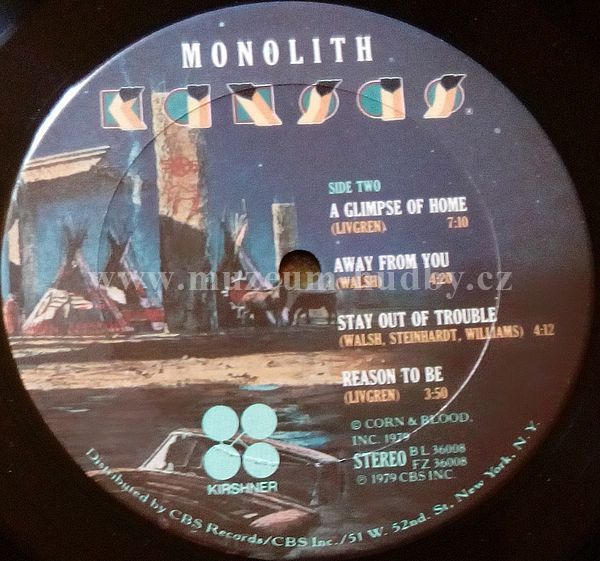 MONOLITH
KANSAS
SIDE TWO
A GLIMPSE OF HOME
(LIVGREN) 7:10
AWAY FROM YOU
(WALSH) 4:20
STAY OUT OF TROUBLE
(WALSH, STEINHARDT, WILLIAMS) 4:12
REASON TO BE
(LIVGREN) 3:50
© CORN & BLOOD,
INC. 1979
STEREO BL 36008
FZ 36008
℗ 1979 CBS INC.
KIRSHNER
Distributed by CBS Records/CBS Inc./51 W. 52nd. St. New York, N.Y.
www.muzeumhudby.cz